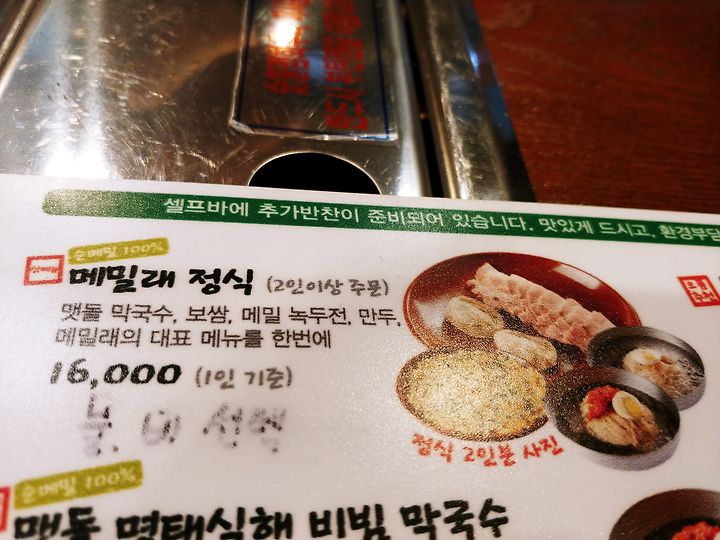 셀프바에 추가반찬이 준비되어 있습니다. 맛있게 드시고, 환경부담
순메밀 100%
메밀래 정식 (2인이상 주문)
맷돌 막국수, 보쌈, 메밀 녹두전, 만두,
메밀래의 대표 메뉴를 한번에
16,000 (1인 기준)
물, 비 선택
정식 2인분 사진
순메밀 100%
맷돌 명태식해 비빔 막국수